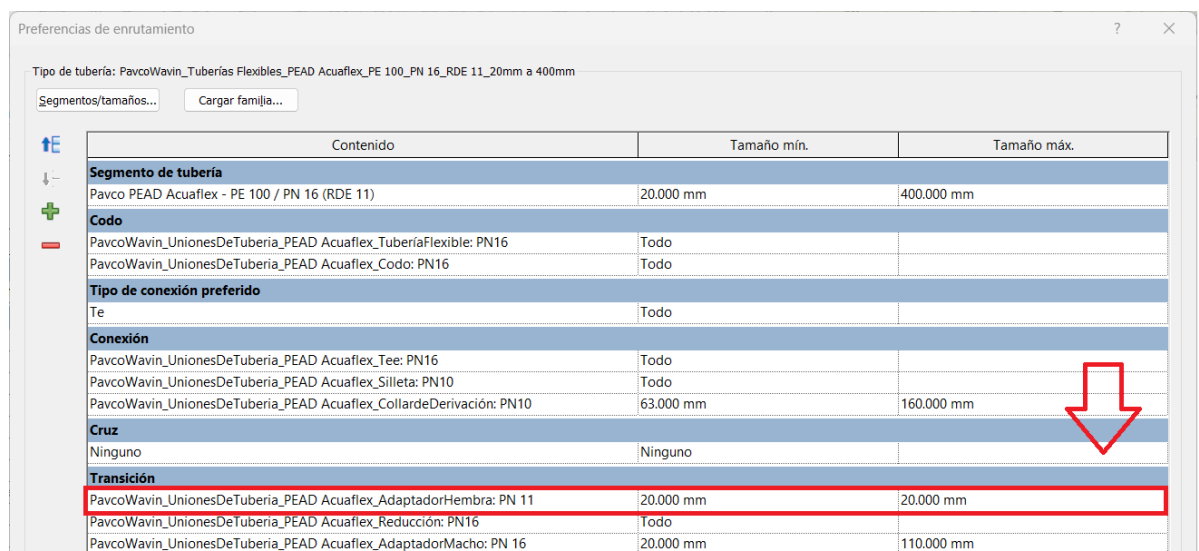 Preferencias de enrutamiento ?
Tipo de tubería: PavcoWavin_Tuberías Flexibles_PEAD Acuaflex_PE 100_PN 16_RDE 11_20mm a 400mm
Segmentos/tamaños... Cargar familia...
Contenido Tamaño mín. Tamaño máx.
Segmento de tubería
Pavco PEAD Acuaflex - PE 100 / PN 16 (RDE 11) 20.000 mm 400.000 mm
Codo
PavcoWavin_UnionesDeTuberia_PEAD Acuaflex_TuberíaFlexible: PN16 Todo
PavcoWavin_UnionesDeTuberia_PEAD Acuaflex_Codo: PN16 Todo
Tipo de conexión preferido
Te Todo
Conexión
PavcoWavin_UnionesDeTuberia_PEAD Acuaflex_Tee: PN16 Todo
PavcoWavin_UnionesDeTuberia_PEAD Acuaflex_Silleta: PN10 Todo
PavcoWavin_UnionesDeTuberia_PEAD Acuaflex_CollardeDerivación: PN10 63.000 mm 160.000 mm
Cruz
Ninguno Ninguno
Transición
PavcoWavin_UnionesDeTuberia_PEAD Acuaflex_AdaptadorHembra: PN 11 20.000 mm 20.000 mm
PavcoWavin_UnionesDeTuberia_PEAD Acuaflex_Reducción: PN16 Todo
PavcoWavin_UnionesDeTuberia_PEAD Acuaflex_AdaptadorMacho: PN 16 20.000 mm 110.000 mm